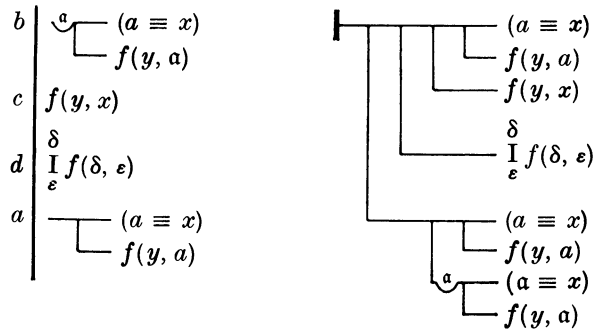 b 𝔞 (a ≡ x)
f(y, 𝔞)
c f(y, x)
δ
d I f(δ, ε)
ε
a (a ≡ x)
f(y, a)
(a ≡ x)
f(y, a)
f(y, x)
δ
I f(δ, ε)
ε
(a ≡ x)
f(y, a)
𝔞 (𝔞 ≡ x)
f(y, 𝔞)